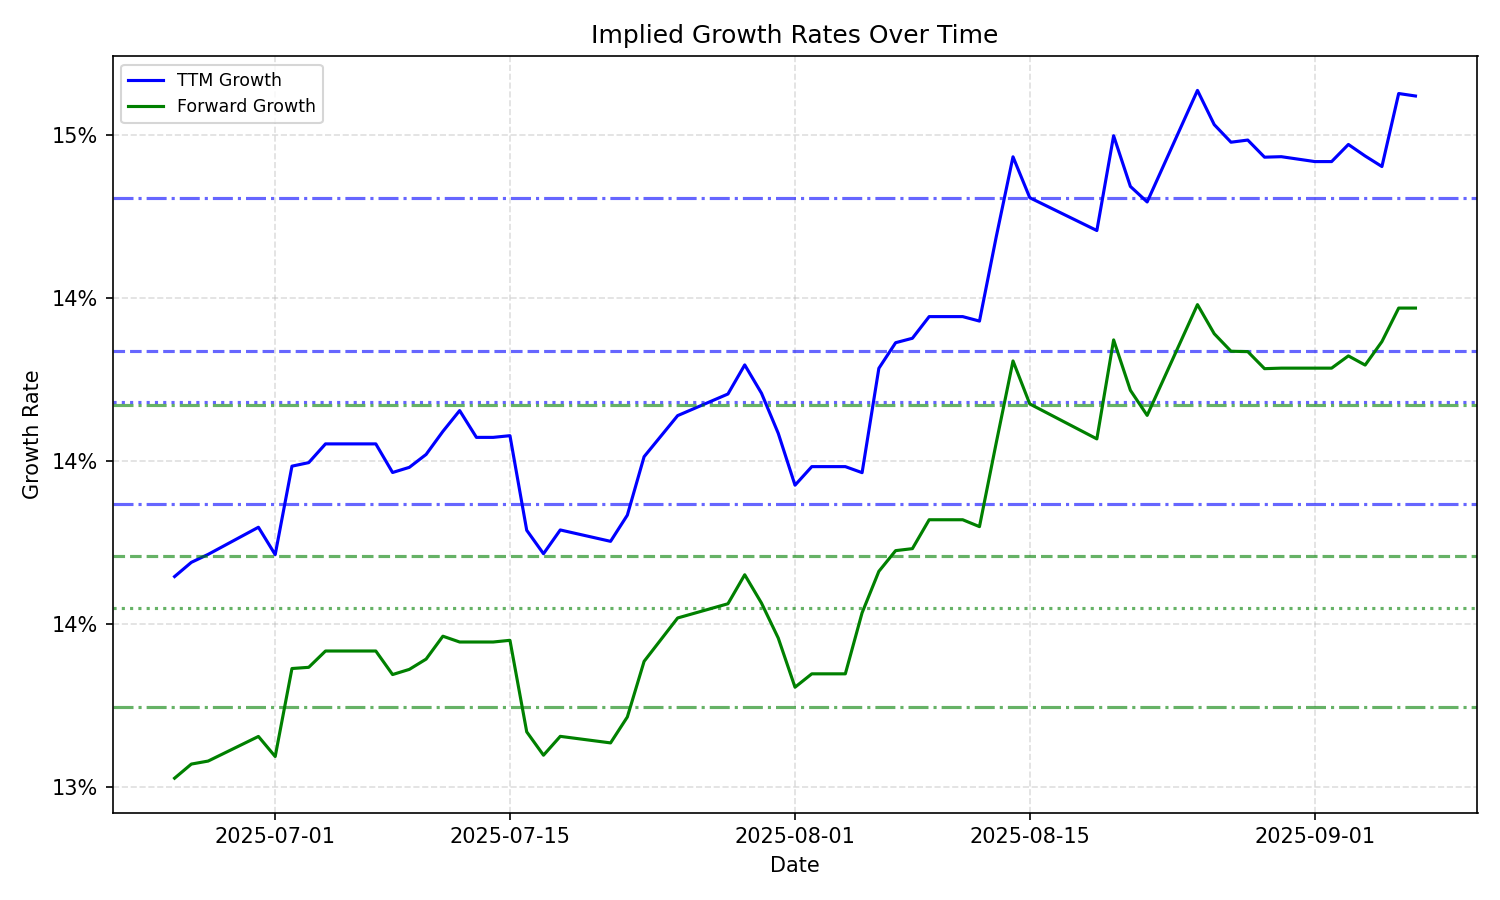 Implied Growth Rates Over Time
TTM Growth
Forward Growth
15%
14%
14%
14%
13%
Growth Rate
2025-07-01
2025-07-15
2025-08-01
2025-08-15
2025-09-01
Date